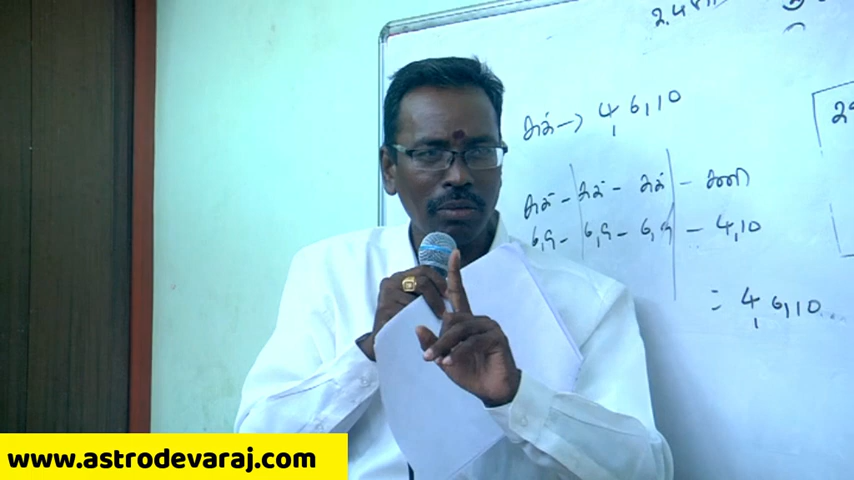 சுக் -> 4, 6, 10
சுக் - சுக் - சுக் - சனி
6,9 - 6,9 - 6,9 - 4,10
= 4, 6, 10
www.astrodevaraj.com